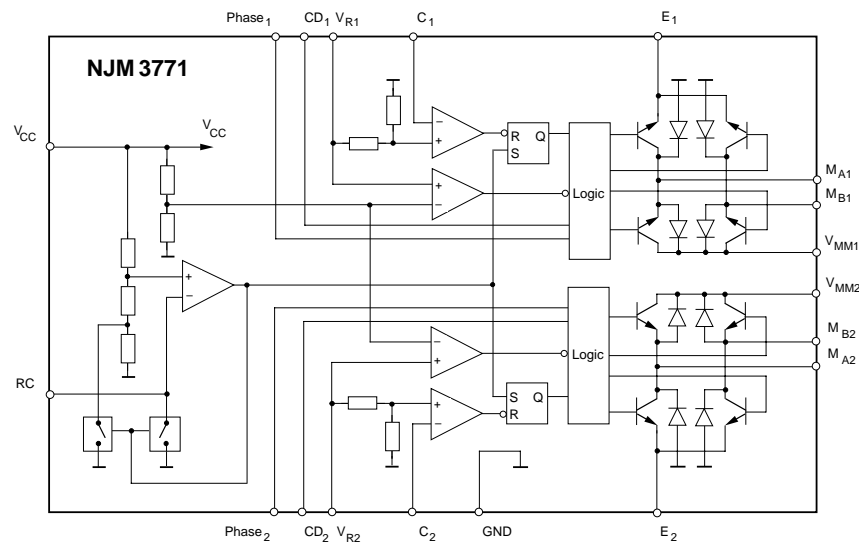 Phase1 CD1 VR1 C1 E1
NJM 3771
VCC
VCC
– +
R Q
S
Logic
+ –
MA1
MB1
VMM1
+ –
VMM2
Logic
– +
MB2
MA2
RC
S Q
R
+ –
Phase2 CD2 VR2 C2 GND E2